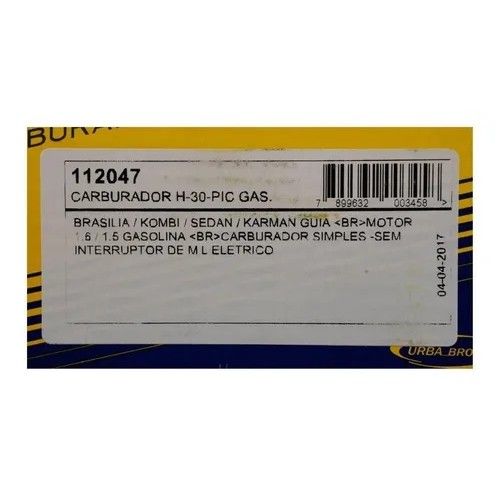 112047
CARBURADOR H-30-PIC GAS.
7 899632 003458 >
BRASILIA / KOMBI / SEDAN / KARMAN GUIA <BR>MOTOR
1.6 / 1.5 GASOLINA <BR>CARBURADOR SIMPLES -SEM
INTERRUPTOR DE M L ELETRICO
04-04-2017
URBA_BRO